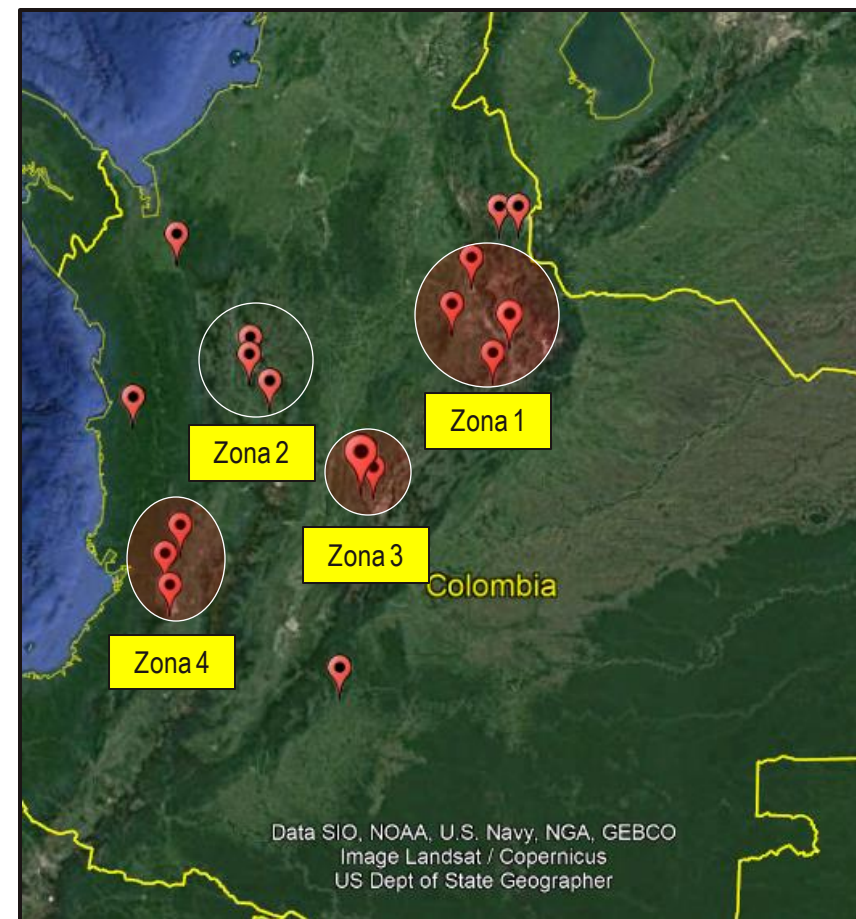 Zona 1
Zona 2
Zona 3
Colombia
Zona 4
Data SIO, NOAA, U.S. Navy, NGA, GEBCO
Image Landsat / Copernicus
US Dept of State Geographer